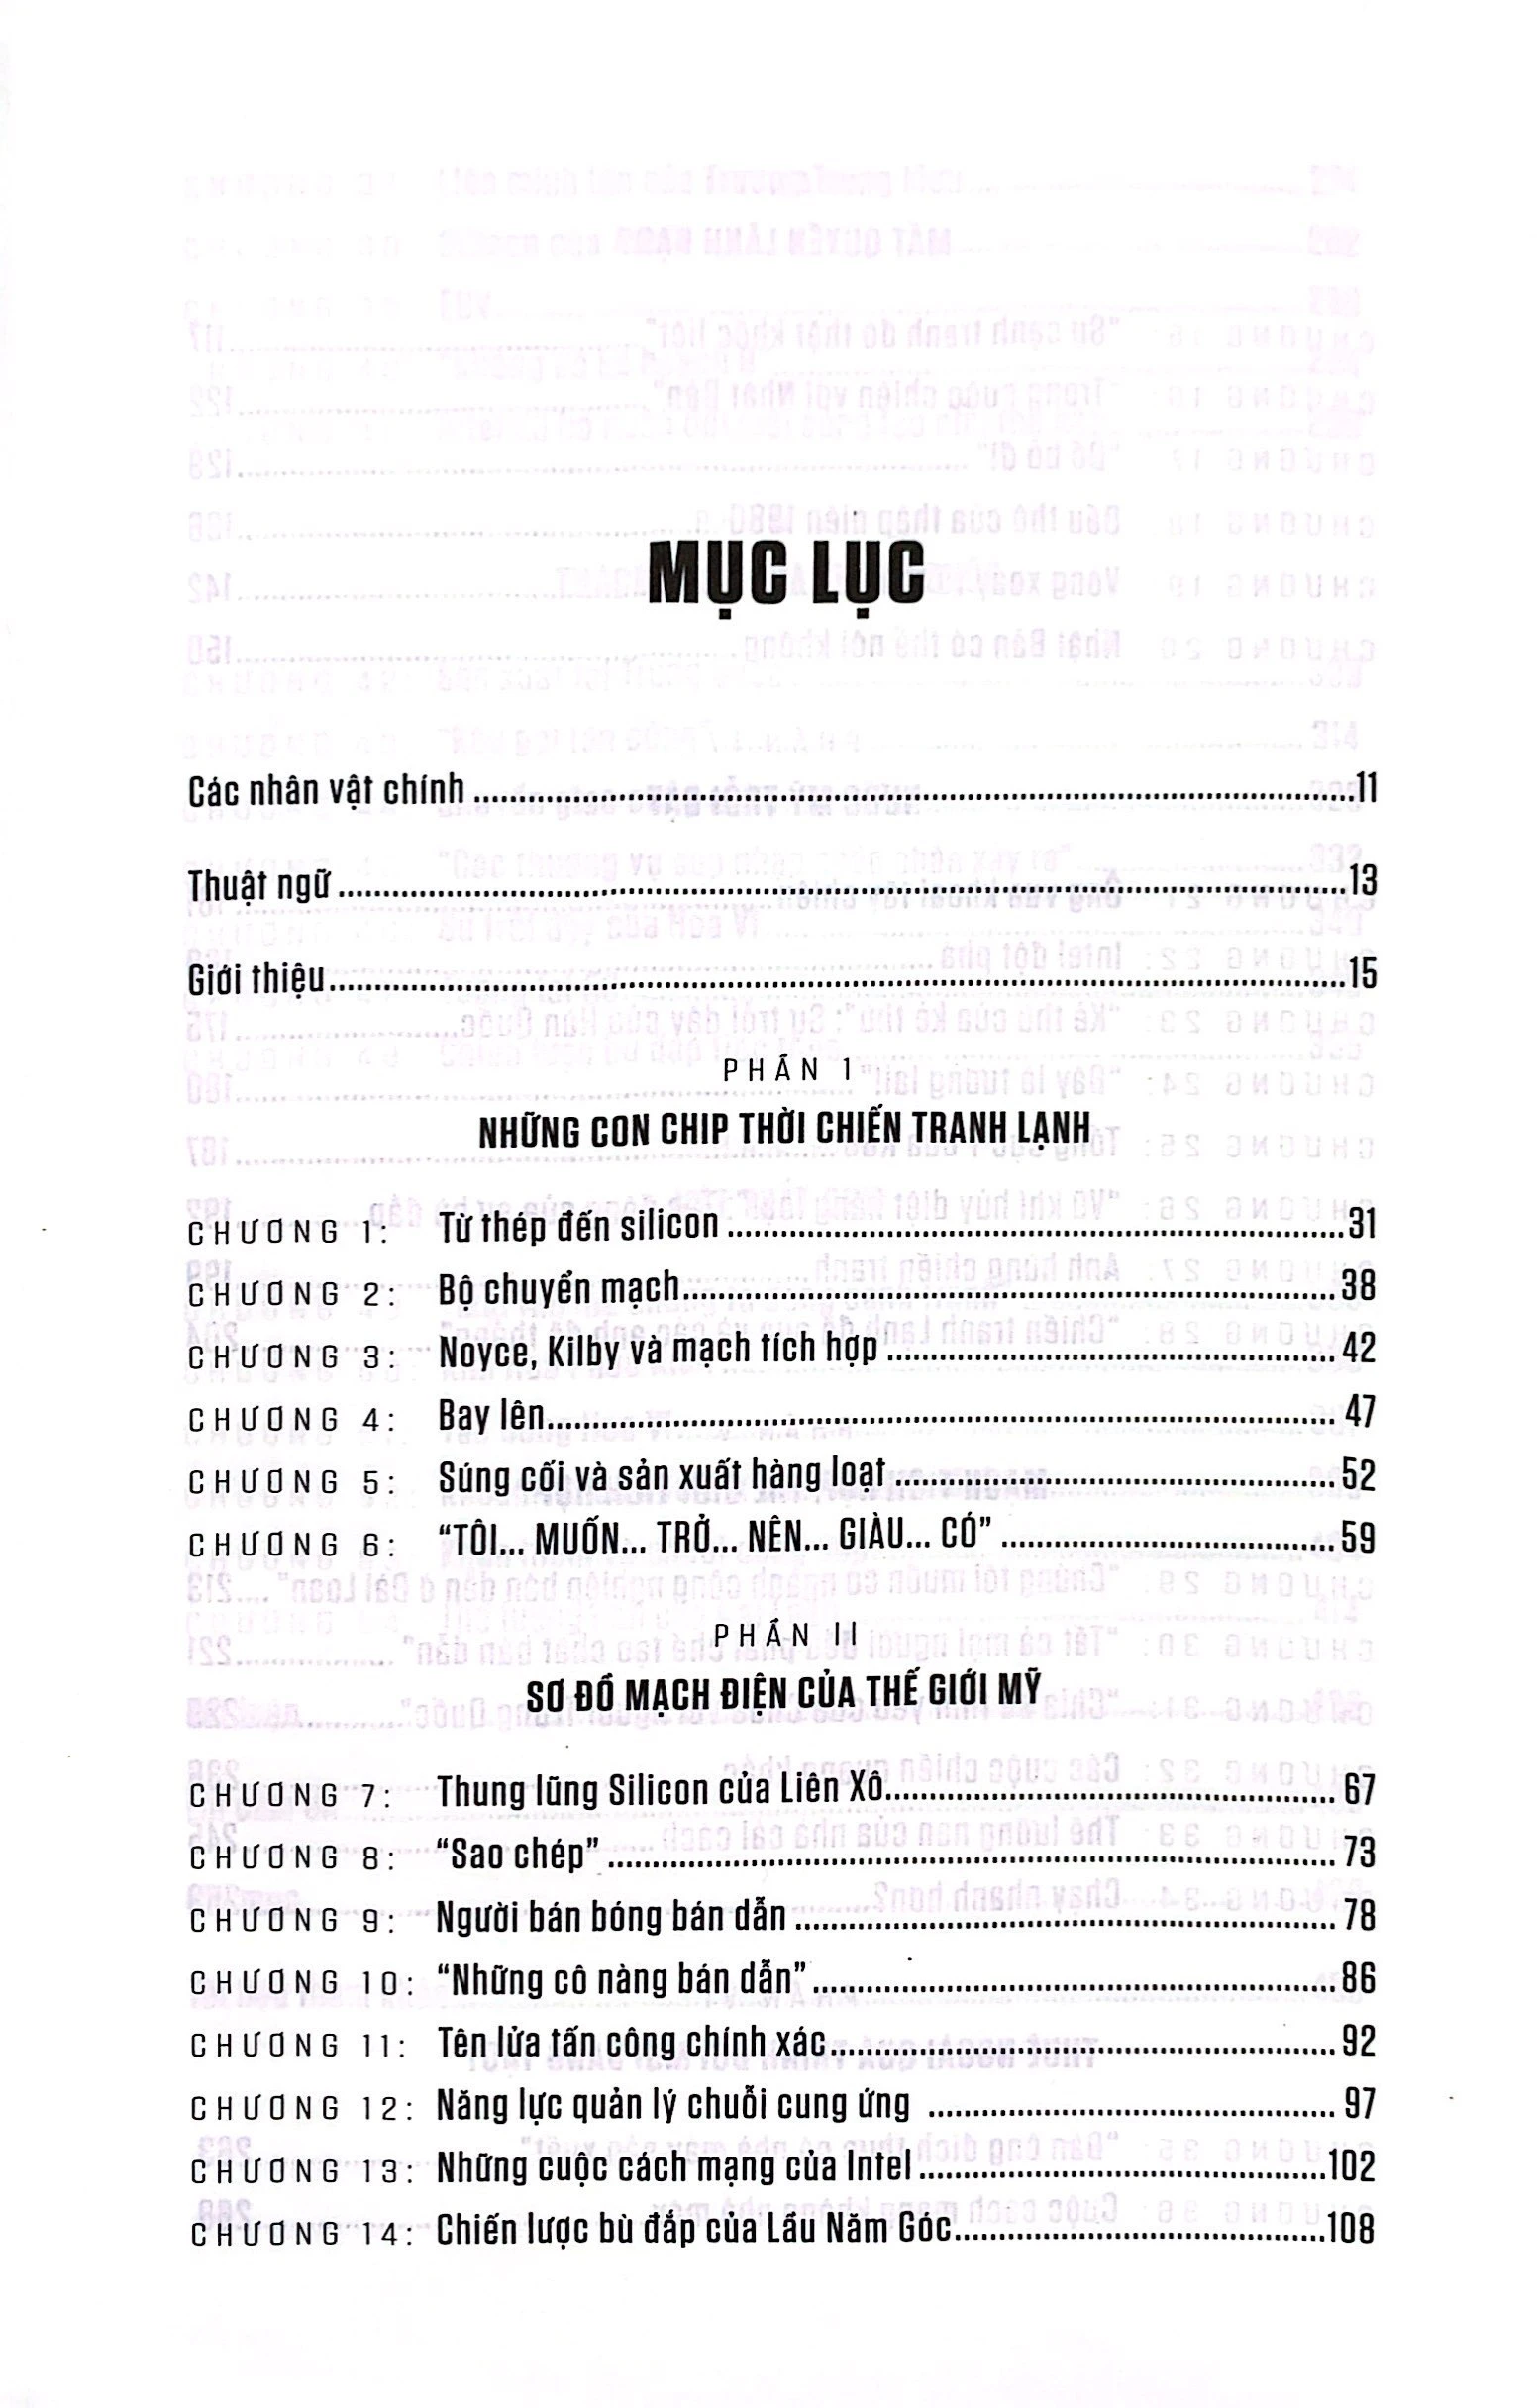 MỤC LỤC
Các nhân vật chính ........ 11
Thuật ngữ ........ 13
Giới thiệu ........ 15
PHẦN 1
NHỮNG CON CHIP THỜI CHIẾN TRANH LẠNH
CHƯƠNG 1: Từ thép đến silicon ........ 31
CHƯƠNG 2: Bộ chuyển mạch ........ 38
CHƯƠNG 3: Noyce, Kilby và mạch tích hợp ........ 42
CHƯƠNG 4: Bay lên ........ 47
CHƯƠNG 5: Súng cối và sản xuất hàng loạt ........ 52
CHƯƠNG 6: “TÔI... MUỐN... TRỞ... NÊN... GIÀU... CÓ” ........ 59
PHẦN II
SƠ ĐỒ MẠCH ĐIỆN CỦA THẾ GIỚI MỸ
CHƯƠNG 7: Thung lũng Silicon của Liên Xô ........ 67
CHƯƠNG 8: “Sao chép” ........ 73
CHƯƠNG 9: Người bán bóng bán dẫn ........ 78
CHƯƠNG 10: “Những cô nàng bán dẫn” ........ 86
CHƯƠNG 11: Tên lửa tấn công chính xác ........ 92
CHƯƠNG 12: Năng lực quản lý chuỗi cung ứng ........ 97
CHƯƠNG 13: Những cuộc cách mạng của Intel ........ 102
CHƯƠNG 14: Chiến lược bù đắp của Lầu Năm Góc ........ 108